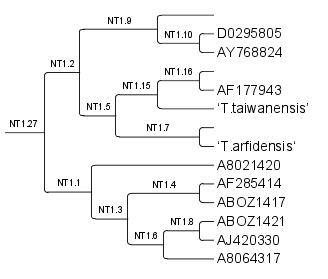 NT1.9
D0295805
NT1.10
AY768824
NT1.2
NT1.16
NT1.15
AF177943
'T.taiwanensis'
NT1.5
NT1.7
'T.arfidensis'
NT1.27
A8021420
NT1.1
NT1.4
AF285414
ABOZ1417
NT1.3
ABOZ1421
NT1.8
NT1.6
AJ420330
A8064317